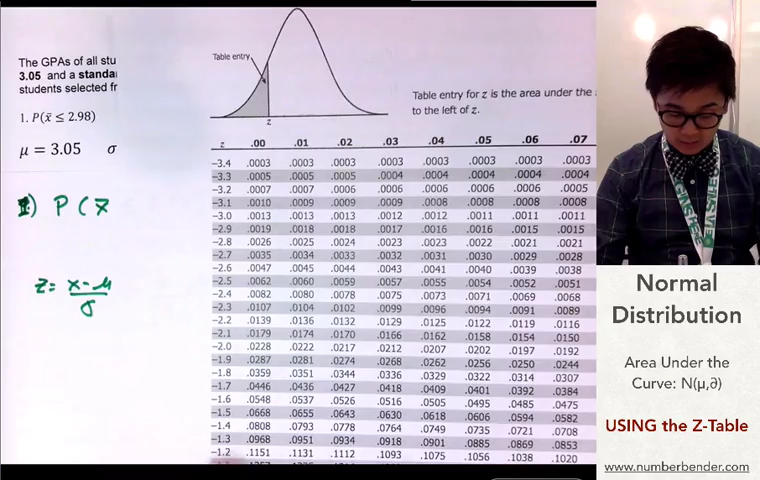 The GPAs of all stu
3.05 and a standa
students selected fr
1. P(x̄ ≤ 2.98)
μ = 3.05 σ
1) P ( x̄
z = x - μ
σ
Table entry
z
Table entry for z is the area under the
to the left of z.
z .00 .01 .02 .03 .04 .05 .06 .07
−3.4 .0003 .0003 .0003 .0003 .0003 .0003 .0003 .0003
−3.3 .0005 .0005 .0005 .0004 .0004 .0004 .0004 .0004
−3.2 .0007 .0007 .0006 .0006 .0006 .0006 .0006 .0005
−3.1 .0010 .0009 .0009 .0009 .0008 .0008 .0008 .0008
−3.0 .0013 .0013 .0013 .0012 .0012 .0011 .0011 .0011
−2.9 .0019 .0018 .0018 .0017 .0016 .0016 .0015 .0015
−2.8 .0026 .0025 .0024 .0023 .0023 .0022 .0021 .0021
−2.7 .0035 .0034 .0033 .0032 .0031 .0030 .0029 .0028
−2.6 .0047 .0045 .0044 .0043 .0041 .0040 .0039 .0038
−2.5 .0062 .0060 .0059 .0057 .0055 .0054 .0052 .0051
−2.4 .0082 .0080 .0078 .0075 .0073 .0071 .0069 .0068
−2.3 .0107 .0104 .0102 .0099 .0096 .0094 .0091 .0089
−2.2 .0139 .0136 .0132 .0129 .0125 .0122 .0119 .0116
−2.1 .0179 .0174 .0170 .0166 .0162 .0158 .0154 .0150
−2.0 .0228 .0222 .0217 .0212 .0207 .0202 .0197 .0192
−1.9 .0287 .0281 .0274 .0268 .0262 .0256 .0250 .0244
−1.8 .0359 .0351 .0344 .0336 .0329 .0322 .0314 .0307
−1.7 .0446 .0436 .0427 .0418 .0409 .0401 .0392 .0384
−1.6 .0548 .0537 .0526 .0516 .0505 .0495 .0485 .0475
−1.5 .0668 .0655 .0643 .0630 .0618 .0606 .0594 .0582
−1.4 .0808 .0793 .0778 .0764 .0749 .0735 .0721 .0708
−1.3 .0968 .0951 .0934 .0918 .0901 .0885 .0869 .0853
−1.2 .1151 .1131 .1112 .1093 .1075 .1056 .1038 .1020
Normal
Distribution
Area Under the
Curve: N(μ,∂)
USING the Z-Table
www.numberbender.com